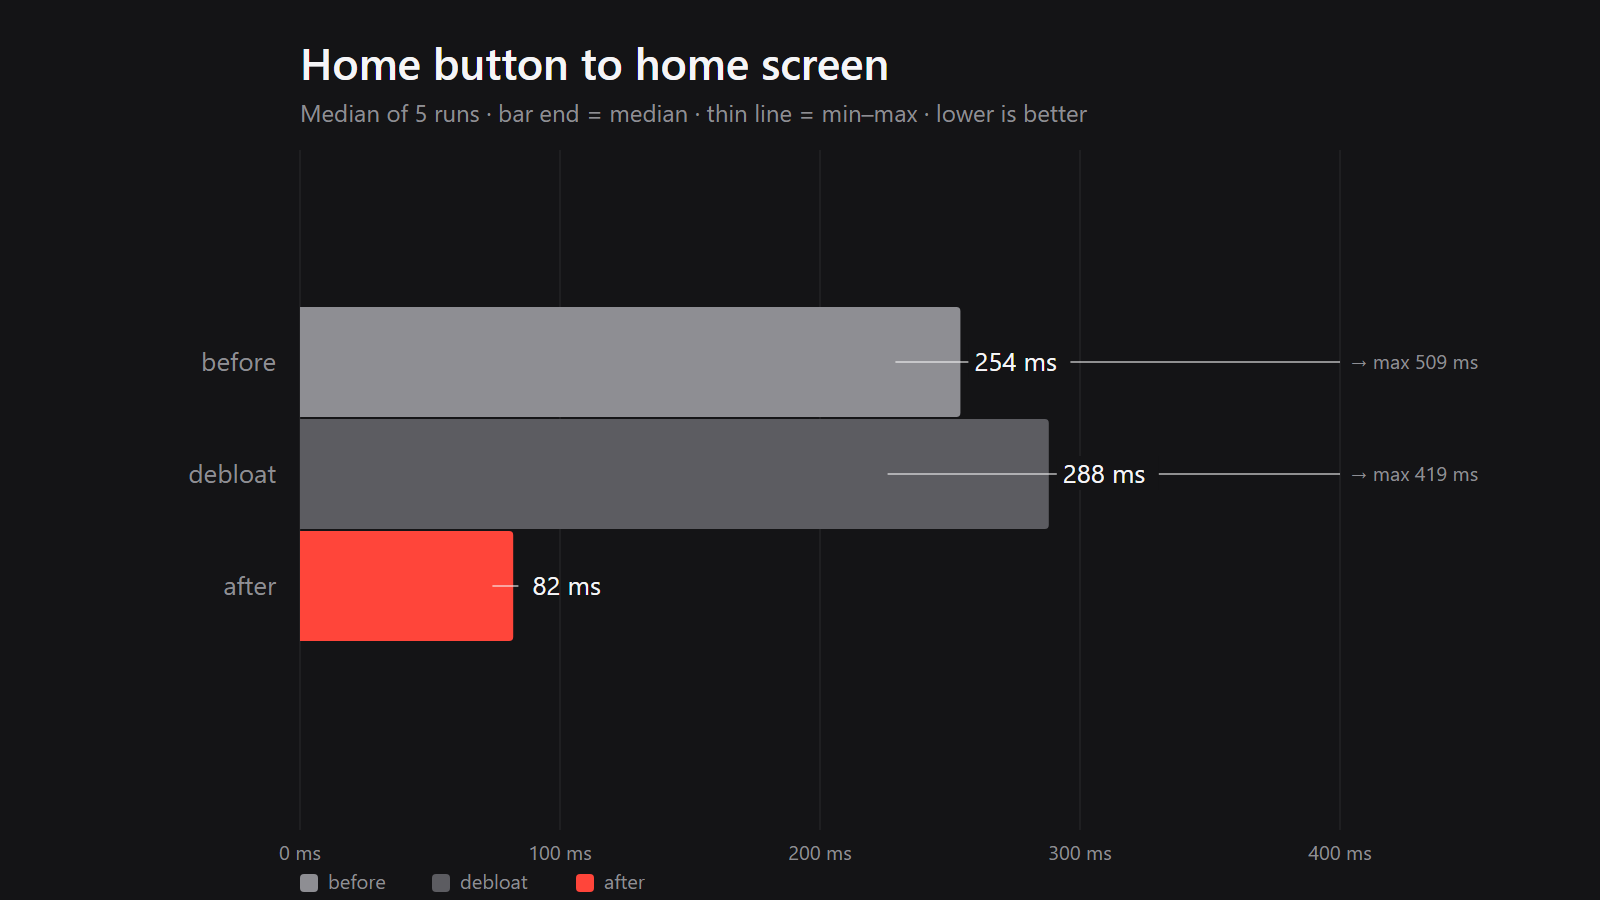 Home button to home screen
Median of 5 runs · bar end = median · thin line = min–max · lower is better
before 254 ms → max 509 ms
debloat 288 ms → max 419 ms
after 82 ms
0 ms 100 ms 200 ms 300 ms 400 ms
before debloat after